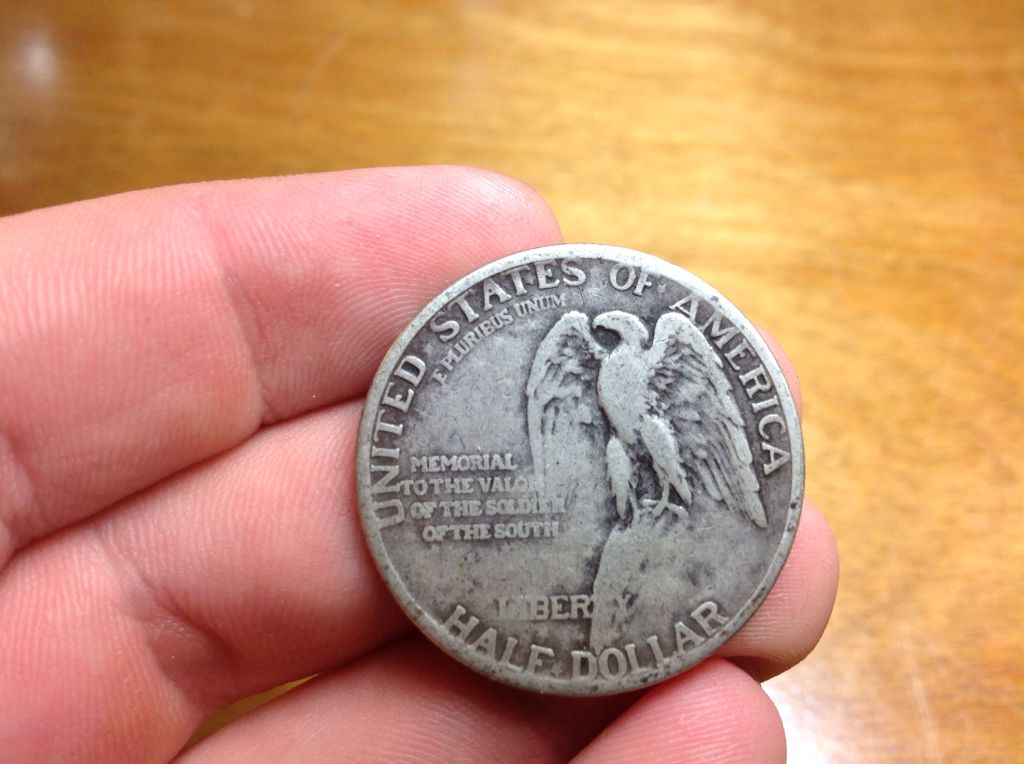 UNITED STATES OF AMERICA
E PLURIBUS UNUM
MEMORIAL
TO THE VALOR
OF THE SOLDIER
OF THE SOUTH
LIBERTY
HALF DOLLAR